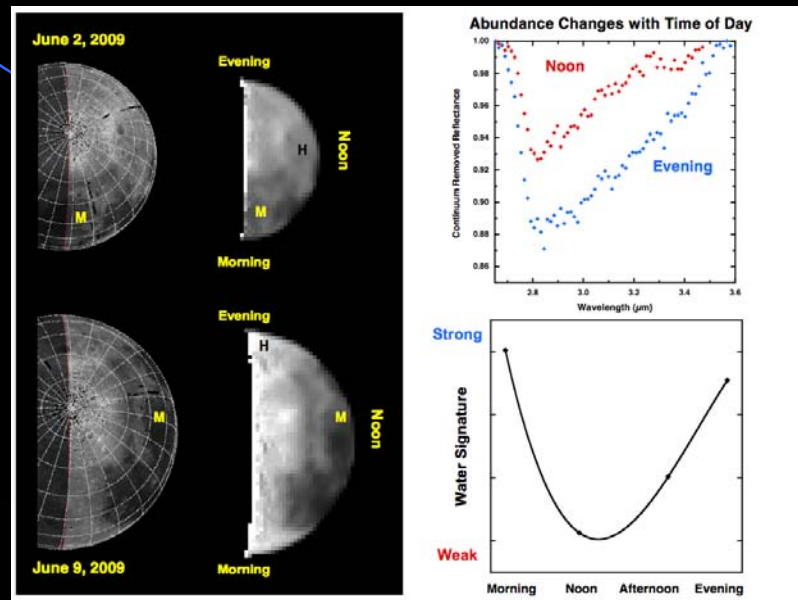 June 2, 2009
Evening
H
Noon
M
M
Morning
Evening
H
M
M
Noon
June 9, 2009
Morning
Abundance Changes with Time of Day
Continuum Removed Reflectance
1.00
0.98
0.96
0.94
0.92
0.90
0.88
0.86
Noon
Evening
2.8 3.0 3.2 3.4 3.6
Wavelength (µm)
Strong
Water Signature
Weak
Morning Noon Afternoon Evening